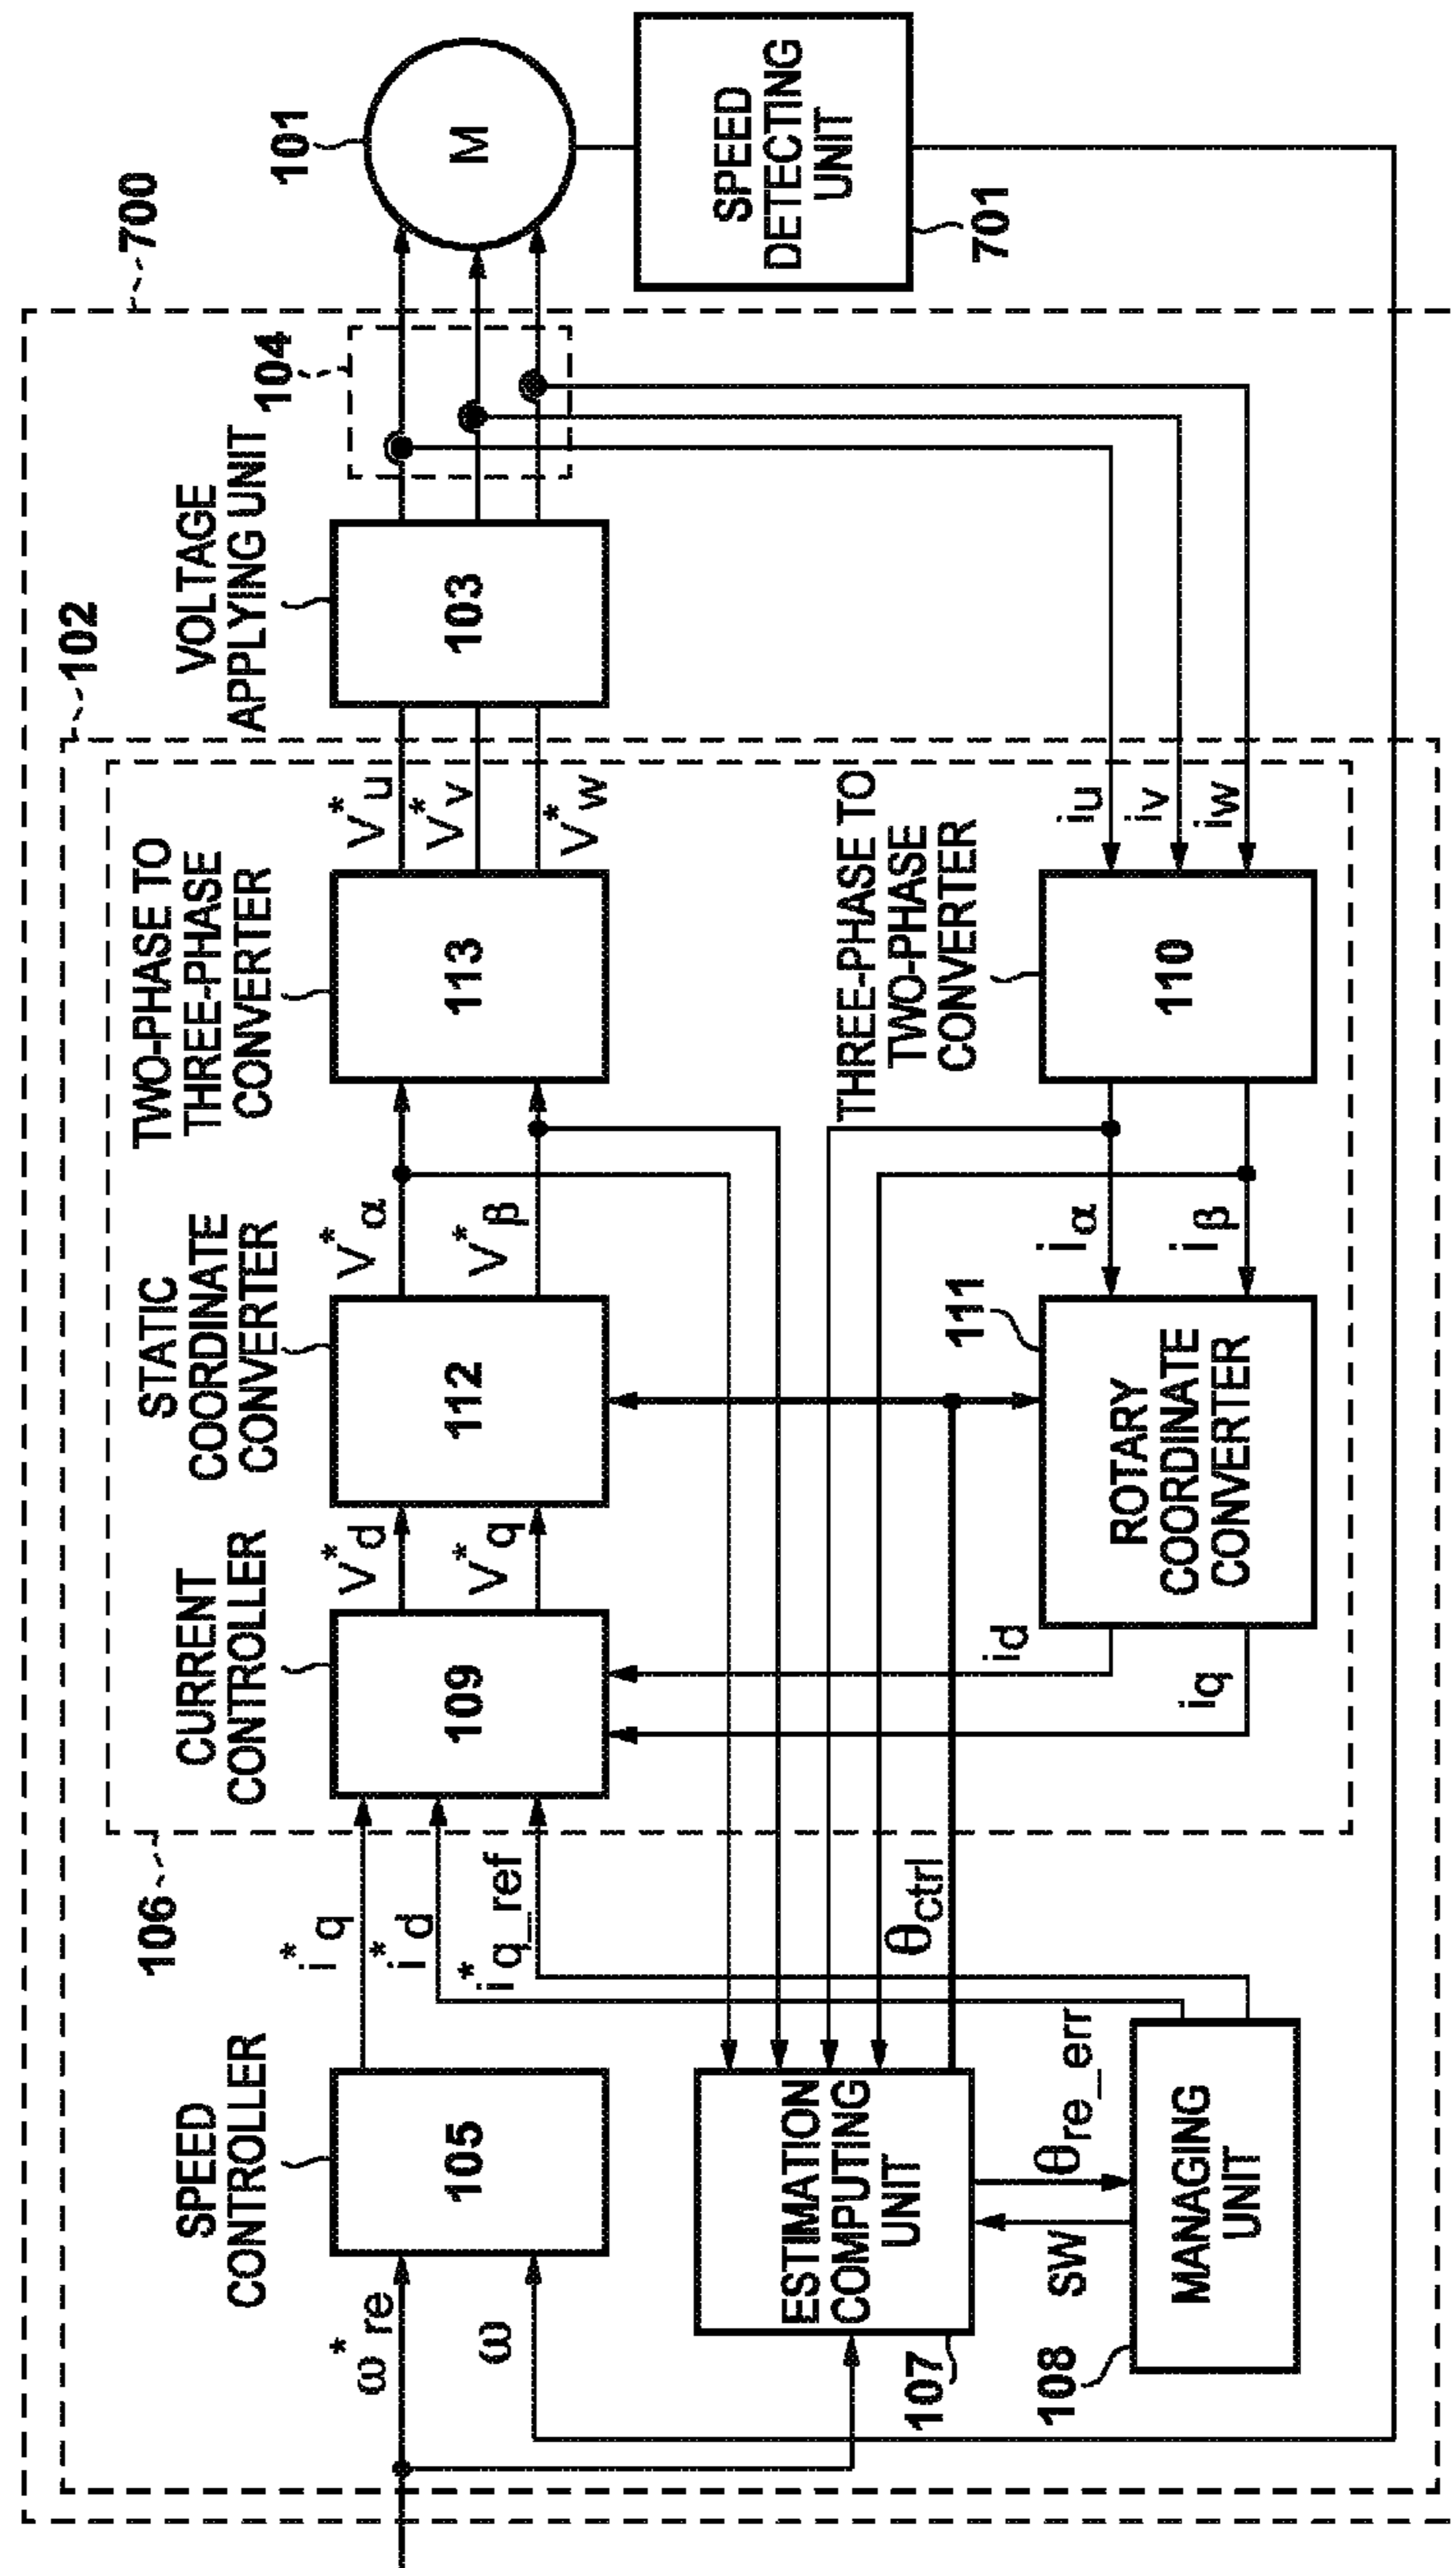 700
102
106
SPEED
CONTROLLER
105
ω*re
ω
i*q
i*d
i*q_ref
CURRENT
CONTROLLER
109
V*d
V*q
STATIC
COORDINATE
CONVERTER
112
V*α
V*β
TWO-PHASE TO
THREE-PHASE
CONVERTER
113
V*u
V*v
V*w
VOLTAGE
APPLYING UNIT
103
104
101
M
SPEED
DETECTING
UNIT
701
ESTIMATION
COMPUTING
UNIT
107
θctrl
SW
θre_err
MANAGING
UNIT
108
id
iq
ROTARY
COORDINATE
CONVERTER
111
iα
iβ
THREE-PHASE TO
TWO-PHASE
CONVERTER
110
iu
iv
iw